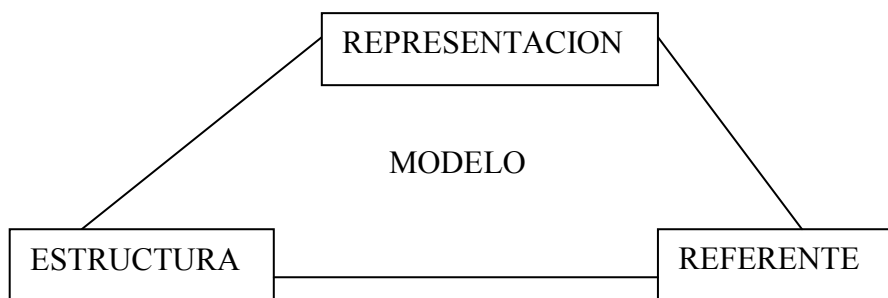 REPRESENTACION
MODELO
ESTRUCTURA
REFERENTE